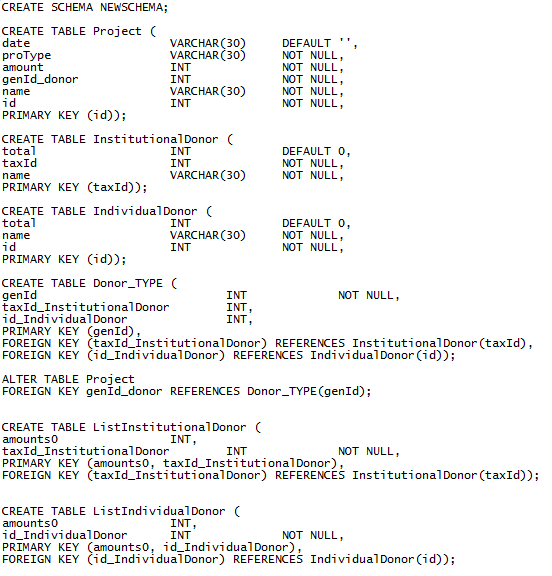 CREATE SCHEMA NEWSCHEMA;
CREATE TABLE Project (
date VARCHAR(30) DEFAULT '',
proType VARCHAR(30) NOT NULL,
amount INT NOT NULL,
genId_donor INT NOT NULL,
name VARCHAR(30) NOT NULL,
id INT NOT NULL,
PRIMARY KEY (id));
CREATE TABLE InstitutionalDonor (
total INT DEFAULT 0,
taxId INT NOT NULL,
name VARCHAR(30) NOT NULL,
PRIMARY KEY (taxId));
CREATE TABLE IndividualDonor (
total INT DEFAULT 0,
name VARCHAR(30) NOT NULL,
id INT NOT NULL,
PRIMARY KEY (id));
CREATE TABLE Donor_TYPE (
genId INT NOT NULL,
taxId_InstitutionalDonor INT,
id_IndividualDonor INT,
PRIMARY KEY (genId),
FOREIGN KEY (taxId_InstitutionalDonor) REFERENCES InstitutionalDonor(taxId),
FOREIGN KEY (id_IndividualDonor) REFERENCES IndividualDonor(id));
ALTER TABLE Project
FOREIGN KEY genId_donor REFERENCES Donor_TYPE(genId);
CREATE TABLE ListInstitutionalDonor (
amounts0 INT,
taxId_InstitutionalDonor INT NOT NULL,
PRIMARY KEY (amounts0, taxId_InstitutionalDonor),
FOREIGN KEY (taxId_InstitutionalDonor) REFERENCES InstitutionalDonor(taxId));
CREATE TABLE ListIndividualDonor (
amounts0 INT,
id_IndividualDonor INT NOT NULL,
PRIMARY KEY (amounts0, id_IndividualDonor),
FOREIGN KEY (id_IndividualDonor) REFERENCES IndividualDonor(id));